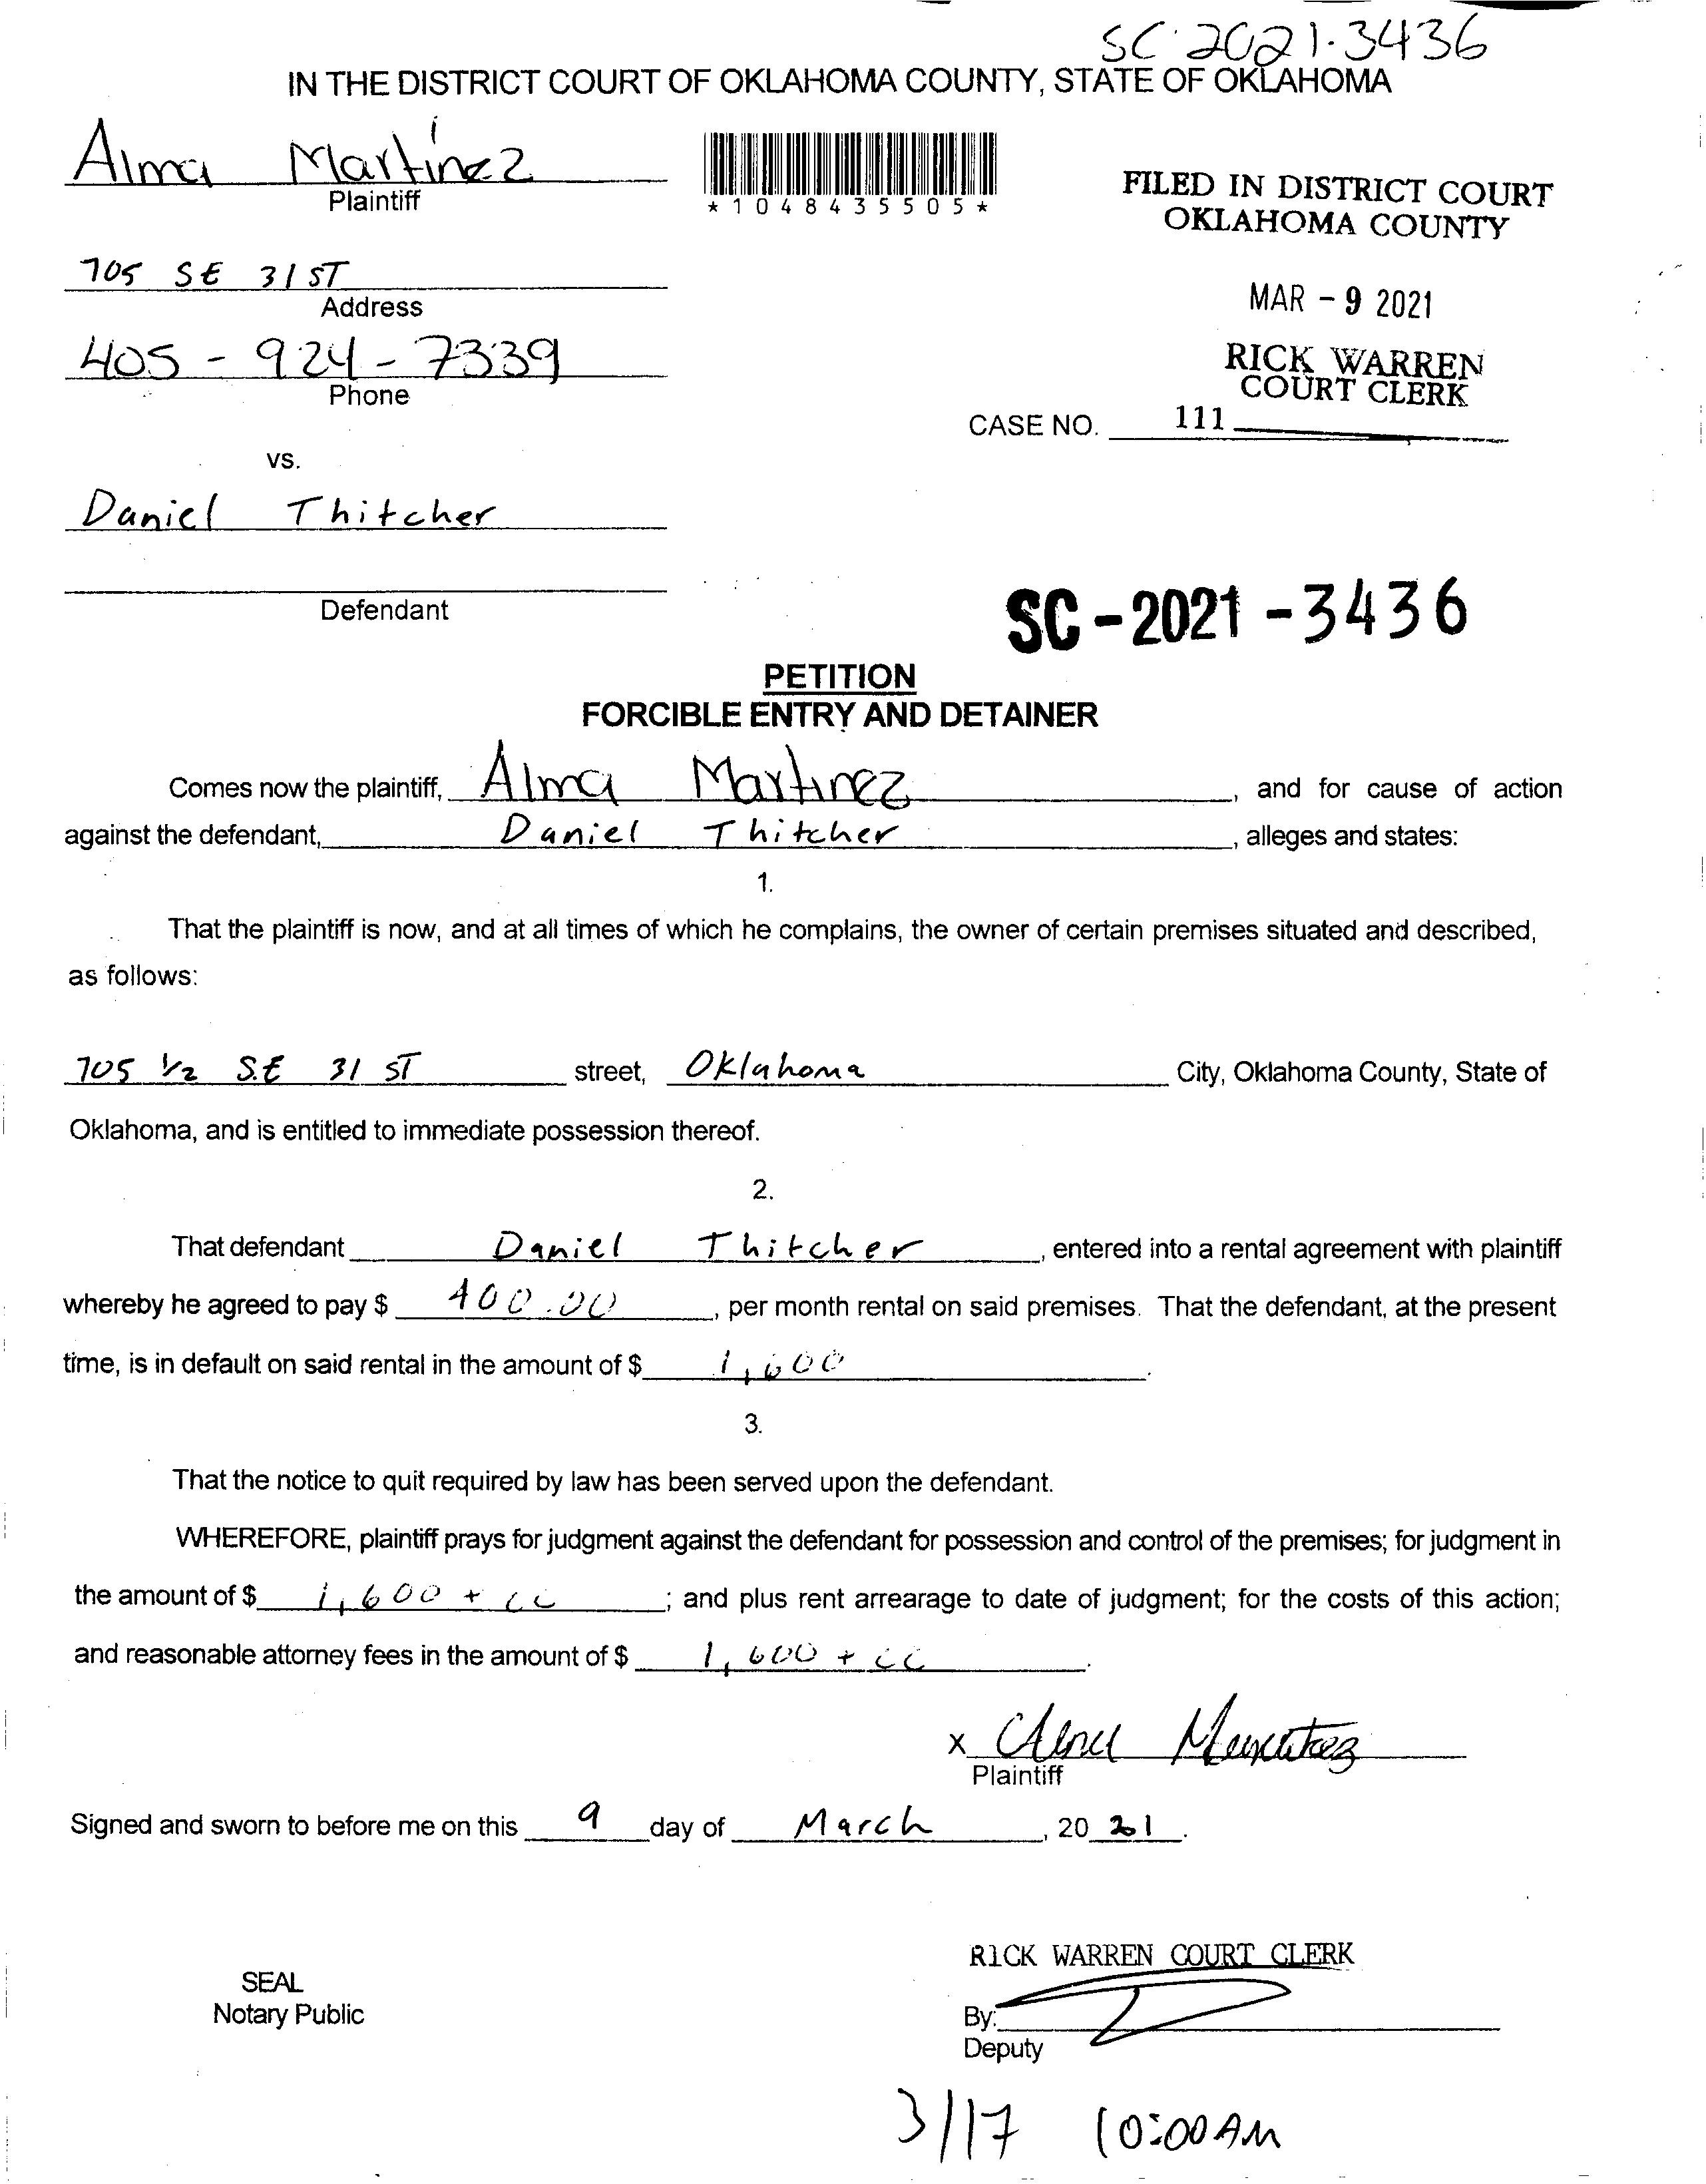 SC-2021-3436
IN THE DISTRICT COURT OF OKLAHOMA COUNTY, STATE OF OKLAHOMA
Alma Martinez
Plaintiff
*1048435505*
FILED IN DISTRICT COURT
OKLAHOMA COUNTY
705 SE 31 ST
Address
MAR - 9 2021
405-924-7339
Phone
RICK WARREN
COURT CLERK
CASE NO. 111
vs.
Daniel Thitcher
Defendant
SC-2021-3436
PETITION
FORCIBLE ENTRY AND DETAINER
Comes now the plaintiff, Alma Martinez, and for cause of action
against the defendant, Daniel Thitcher, alleges and states:
1.
That the plaintiff is now, and at all times of which he complains, the owner of certain premises situated and described,
as follows:
705 1/2 S.E 31 ST street, Oklahoma City, Oklahoma County, State of
Oklahoma, and is entitled to immediate possession thereof.
2.
That defendant Daniel Thitcher, entered into a rental agreement with plaintiff
whereby he agreed to pay $ 400.00, per month rental on said premises. That the defendant, at the present
time, is in default on said rental in the amount of $ 1,600.
3.
That the notice to quit required by law has been served upon the defendant.
WHEREFORE, plaintiff prays for judgment against the defendant for possession and control of the premises; for judgment in
the amount of $ 1,600 + cc; and plus rent arrearage to date of judgment; for the costs of this action;
and reasonable attorney fees in the amount of $ 1,600 + cc.
x Alma Martinez
Plaintiff
Signed and sworn to before me on this 9 day of March, 20 21.
RICK WARREN COURT CLERK
SEAL
Notary Public
By:
Deputy
3/17 10:00 AM